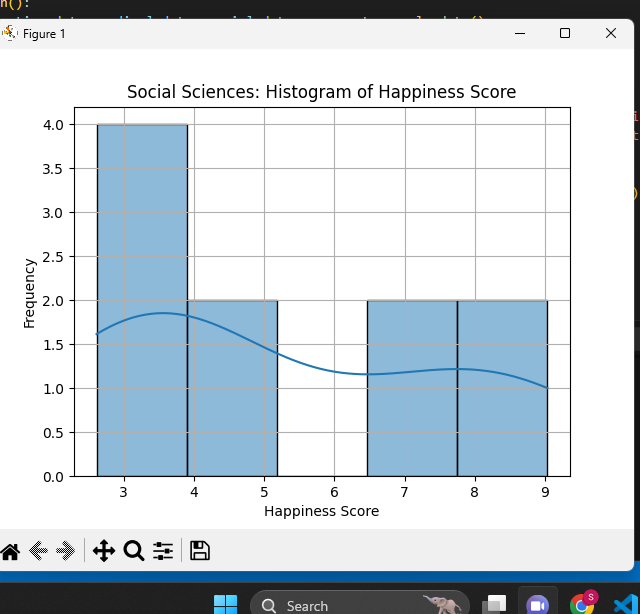 n():
Figure 1
Social Sciences: Histogram of Happiness Score
4.0
3.5
3.0
2.5
2.0
1.5
1.0
0.5
0.0
Frequency
3 4 5 6 7 8 9
Happiness Score
Search
S